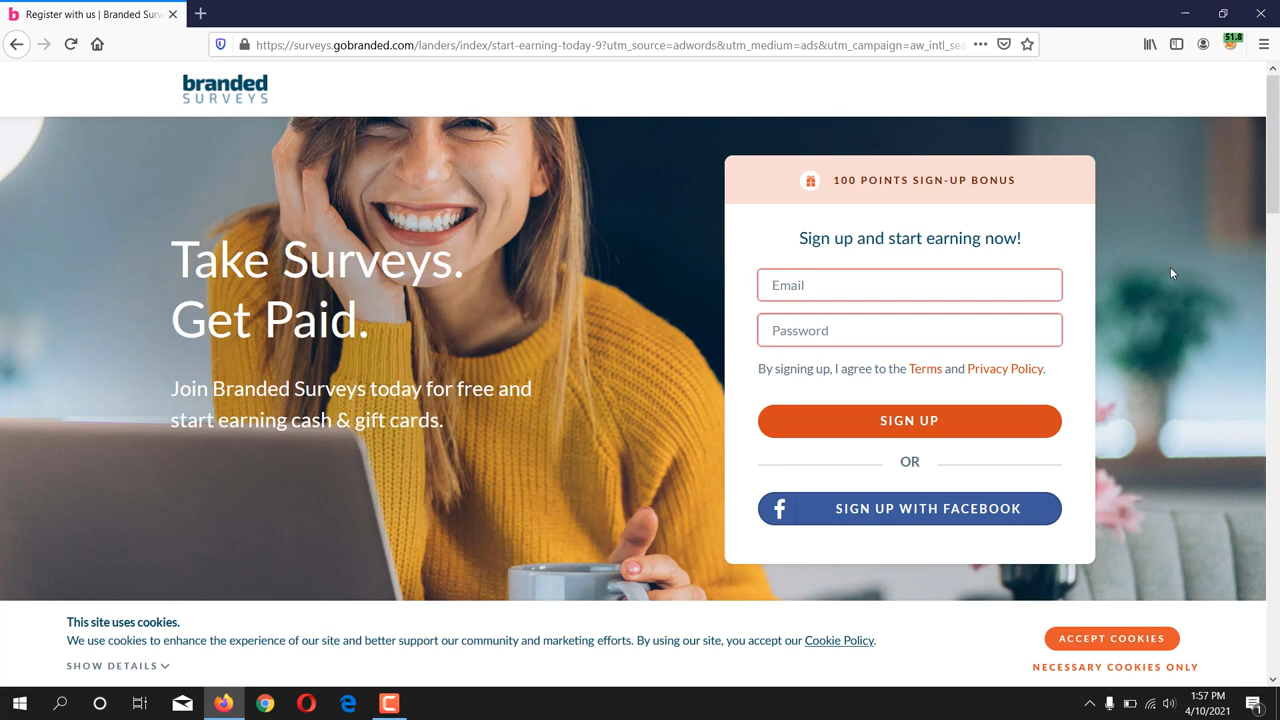 Register with us | Branded Surv
https://surveys.gobranded.com/landers/index/start-earning-today-9?utm_source=adwords&utm_medium=ads&utm_campaign=aw_intl_se
51.8
branded
SURVEYS
100 POINTS SIGN-UP BONUS
Sign up and start earning now!
Email
Password
By signing up, I agree to the Terms and Privacy Policy.
SIGN UP
OR
SIGN UP WITH FACEBOOK
Take Surveys.
Get Paid.
Join Branded Surveys today for free and
start earning cash & gift cards.
This site uses cookies.
We use cookies to enhance the experience of our site and better support our community and marketing efforts. By using our site, you accept our Cookie Policy.
SHOW DETAILS
ACCEPT COOKIES
NECESSARY COOKIES ONLY
1:57 PM
4/10/2021
1